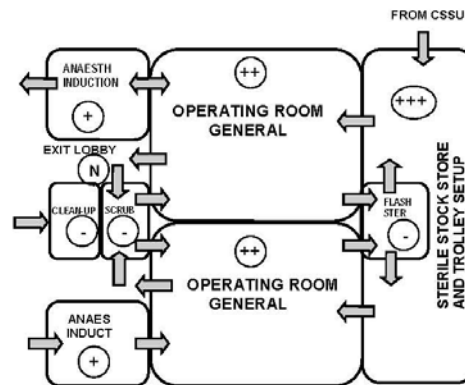 FROM CSSU
ANAESTH
INDUCTION
+
++
OPERATING ROOM
GENERAL
+++
EXIT LOBBY
N
CLEAN-UP
-
SCRUB
-
FLASH
STER
-
STERILE STOCK STORE
AND TROLLEY SETUP
++
OPERATING ROOM
GENERAL
ANAES
INDUCT
+